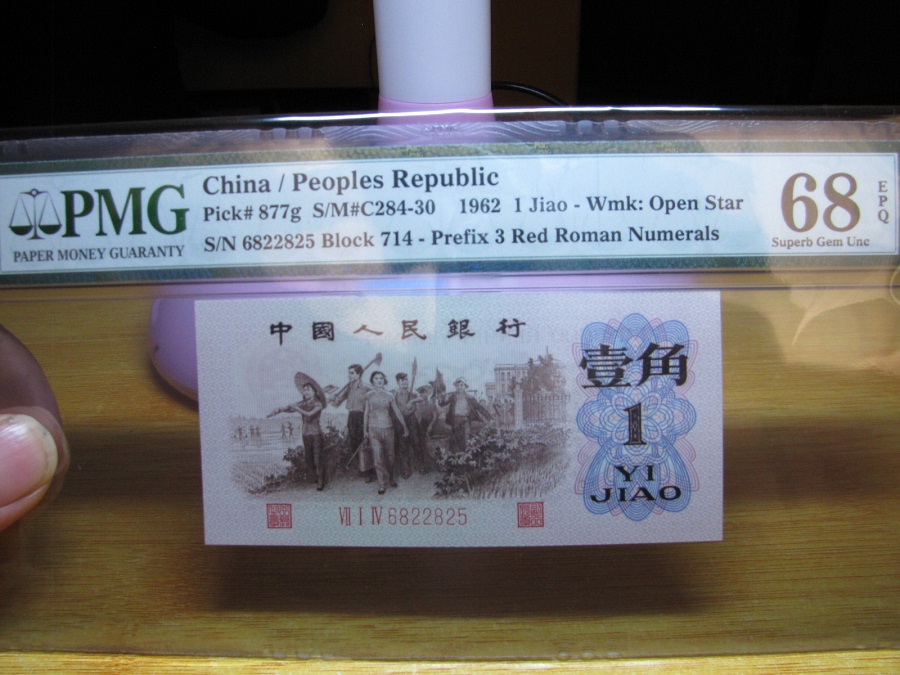 PMG
PAPER MONEY GUARANTY
China / Peoples Republic
Pick# 877g S/M#C284-30 1962 1 Jiao - Wmk: Open Star
S/N 6822825 Block 714 - Prefix 3 Red Roman Numerals
68
EPQ
Superb Gem Unc
中國人民銀行
壹角
1
YI
JIAO
Ⅶ Ⅰ Ⅳ 6822825